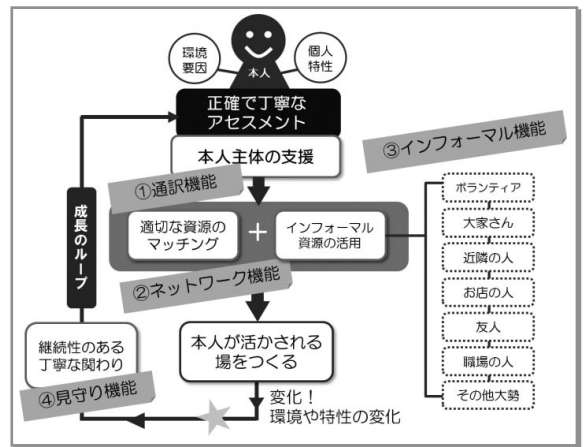 環境
要因
本人
個人
特性
正確で丁寧な
アセスメント
本人主体の支援
③インフォーマル機能
①通訳機能
適切な資源の
マッチング
+
インフォーマル
資源の活用
②ネットワーク機能
本人が活かされる
場をつくる
変化！
環境や特性の変化
継続性のある
丁寧な関わり
④見守り機能
成長のループ
ボランティア
大家さん
近隣の人
お店の人
友人
職場の人
その他大勢